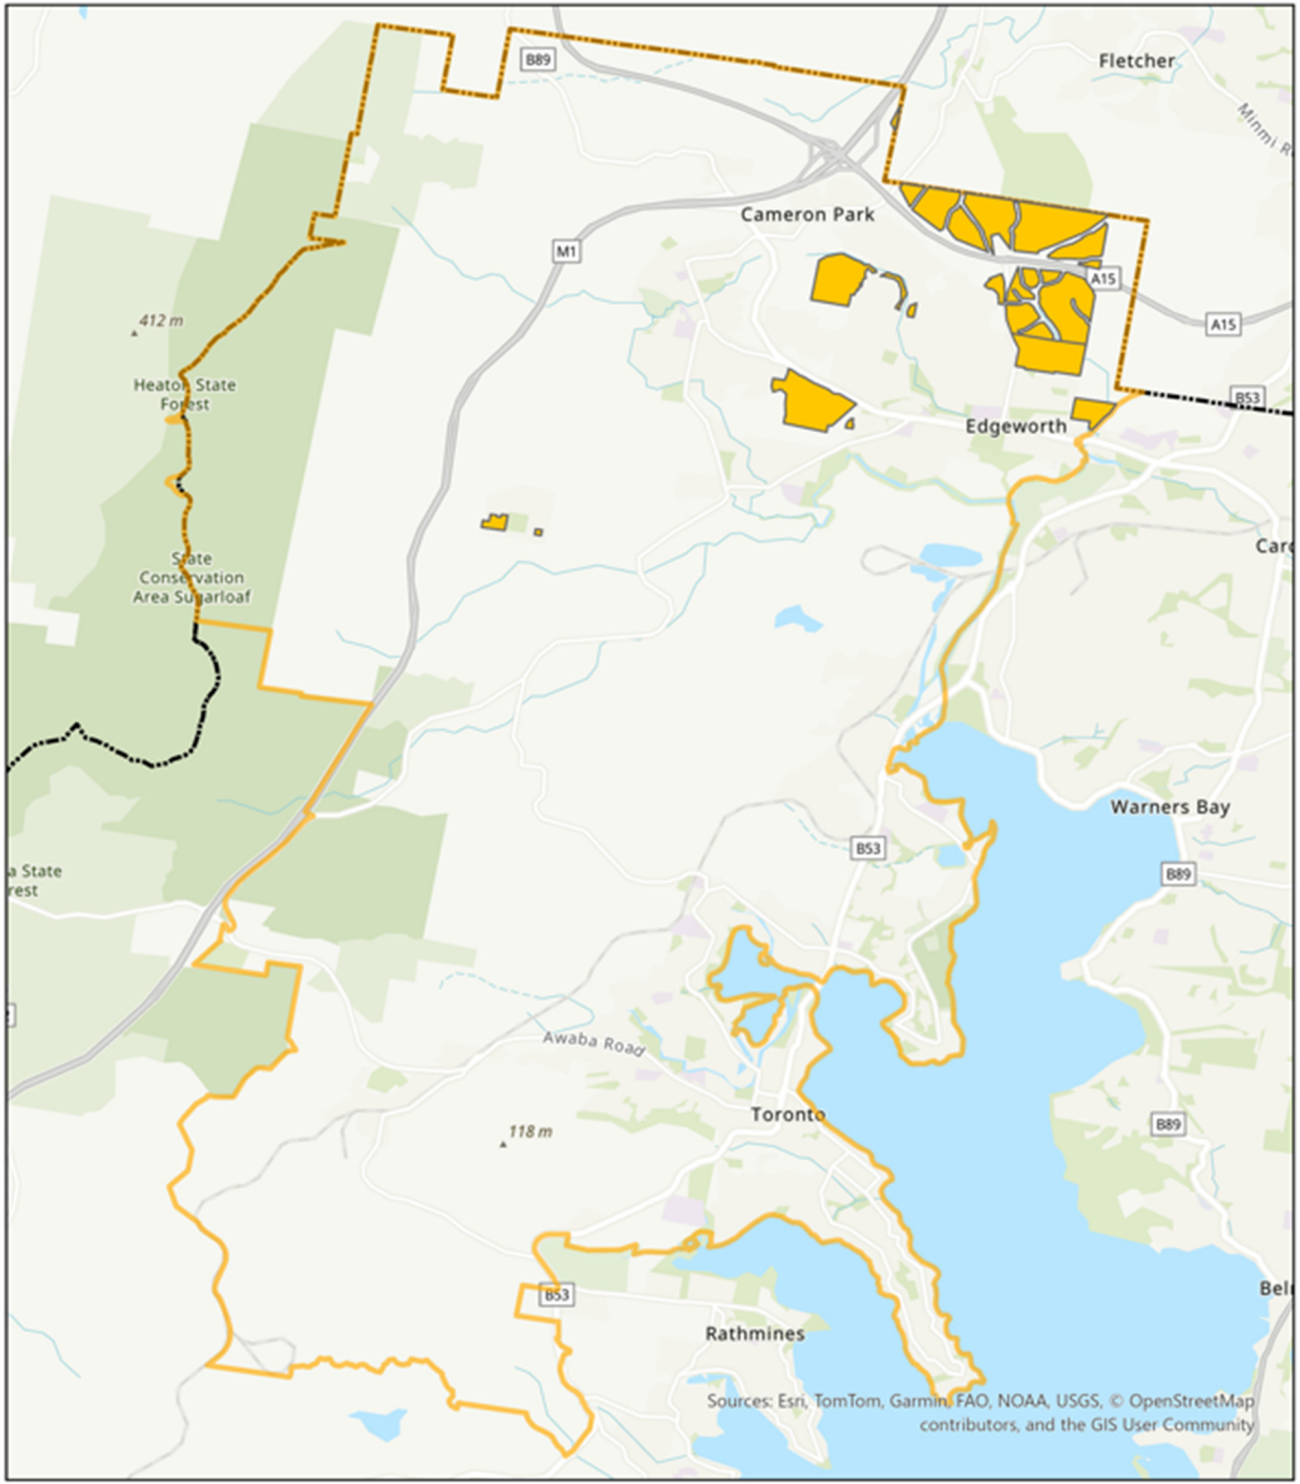 Fletcher
B89
Minmi R
Cameron Park
M1
A15
412 m
A15
Heaton State
Forest
B53
Edgeworth
State
Conservation
Area Sugarloaf
Card
Warners Bay
B53
a State
rest
B89
Awaba Road
Toronto
118 m
B89
B53
Belm
Rathmines
Sources: Esri, TomTom, Garmin, FAO, NOAA, USGS, © OpenStreetMap
contributors, and the GIS User Community